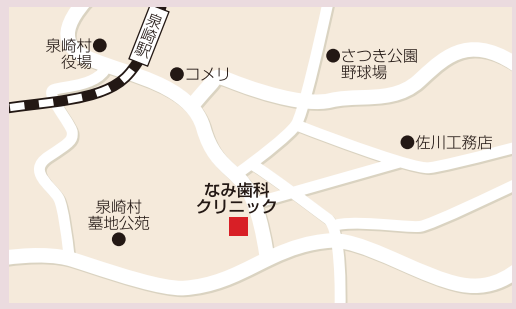 泉崎駅
泉崎村
役場
コメリ
さつき公園
野球場
佐川工務店
なみ歯科
クリニック
泉崎村
墓地公苑